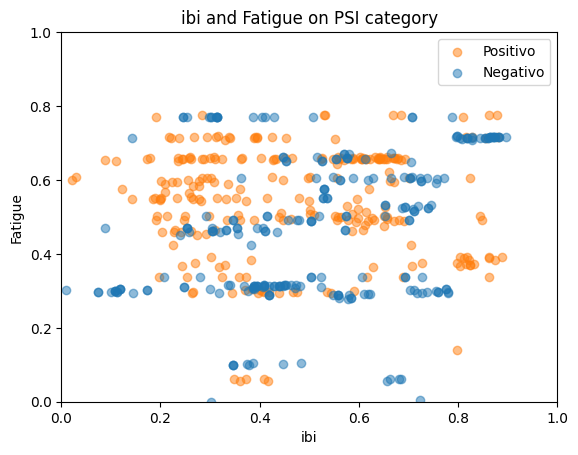 ibi and Fatigue on PSI category
Positivo
Negativo
Fatigue
1.0
0.8
0.6
0.4
0.2
0.0
0.0 0.2 0.4 0.6 0.8 1.0
ibi